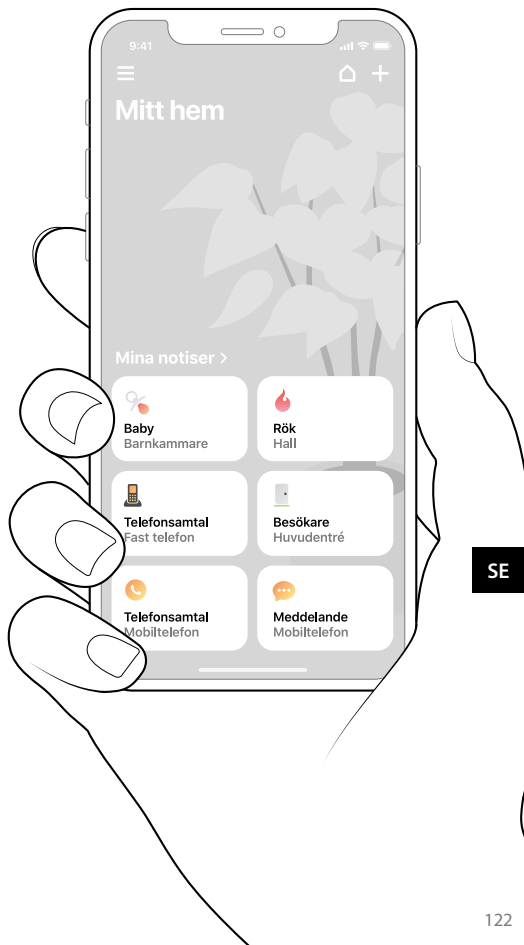 9:41
Mitt hem
Mina notiser >
Baby
Barnkammare
Rök
Hall
Telefonsamtal
Fast telefon
Besökare
Huvudentré
Telefonsamtal
Mobiltelefon
Meddelande
Mobiltelefon
SE
122